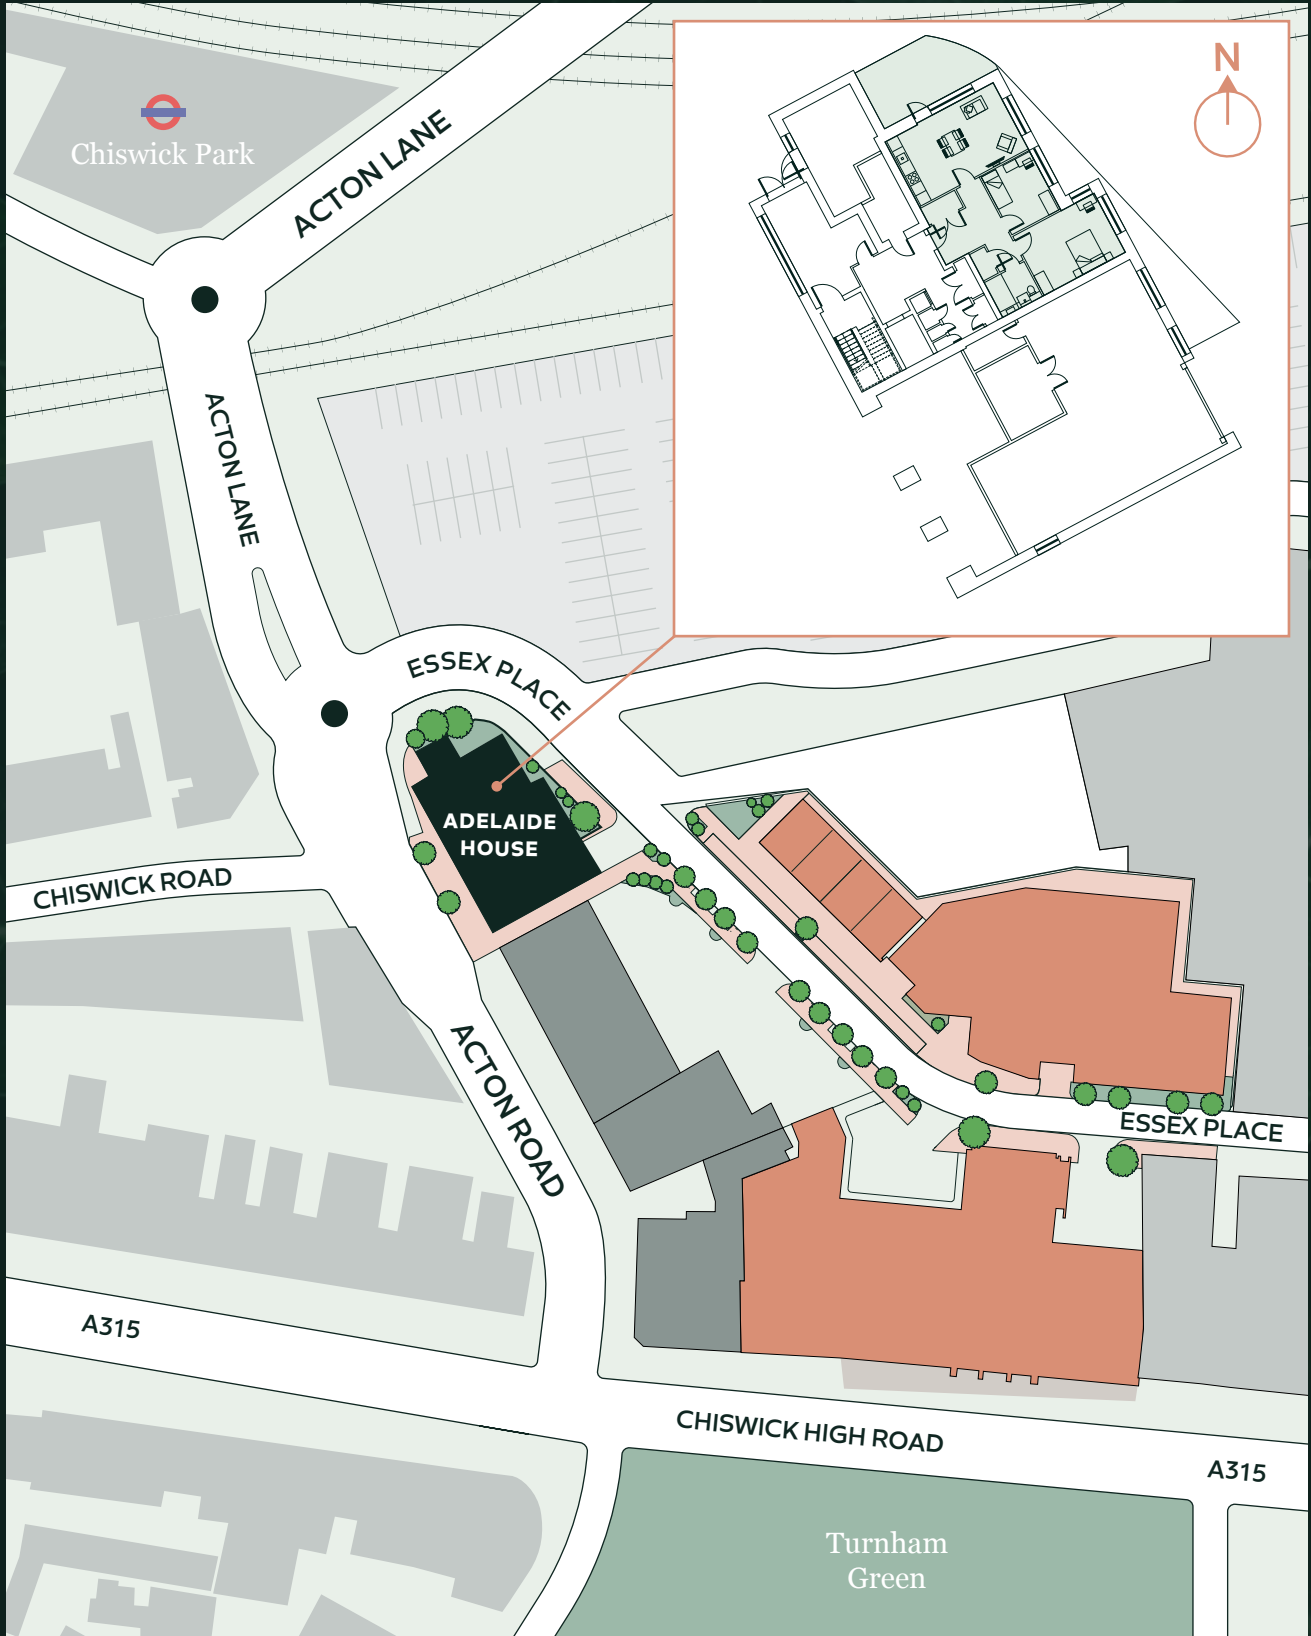 N
Chiswick Park
ACTON LANE
ACTON LANE
ESSEX PLACE
ADELAIDE
HOUSE
CHISWICK ROAD
ACTON ROAD
ESSEX PLACE
A315
CHISWICK HIGH ROAD
A315
Turnham
Green